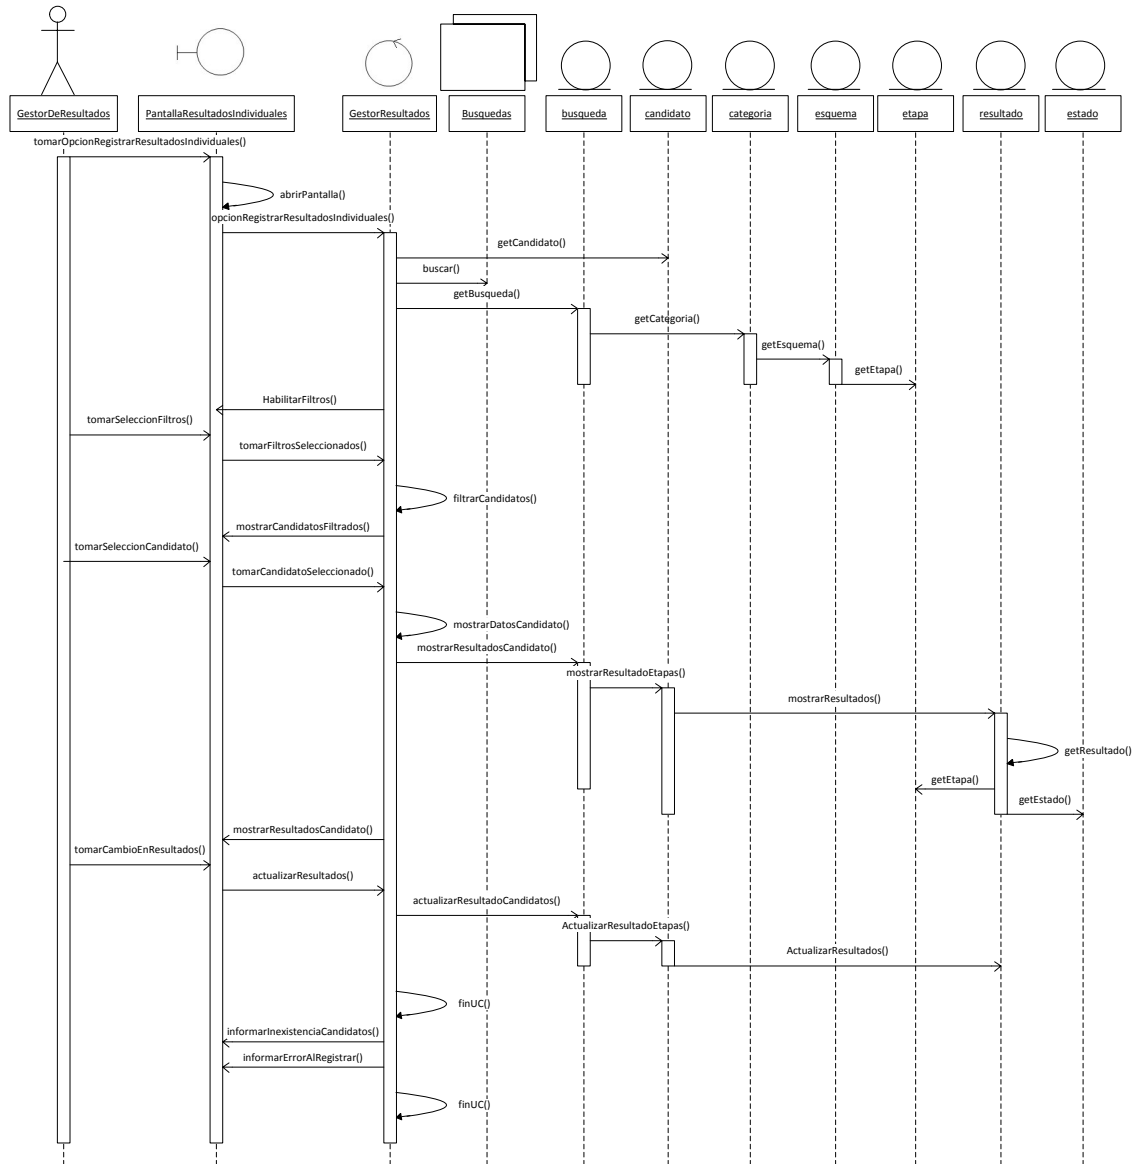 GestorDeResultados
PantallaResultadosIndividuales
GestorResultados
Busquedas
busqueda
candidato
categoria
esquema
etapa
resultado
estado
tomarOpcionRegistrarResultadosIndividuales()
abrirPantalla()
opcionRegistrarResultadosIndividuales()
getCandidato()
buscar()
getBusqueda()
getCategoria()
getEsquema()
getEtapa()
HabilitarFiltros()
tomarSeleccionFiltros()
tomarFiltrosSeleccionados()
filtrarCandidatos()
mostrarCandidatosFiltrados()
tomarSeleccionCandidato()
tomarCandidatoSeleccionado()
mostrarDatosCandidato()
mostrarResultadosCandidato()
mostrarResultadoEtapas()
mostrarResultados()
getResultado()
getEtapa()
getEstado()
mostrarResultadosCandidato()
tomarCambioEnResultados()
actualizarResultados()
actualizarResultadoCandidatos()
ActualizarResultadoEtapas()
ActualizarResultados()
finUC()
informarInexistenciaCandidatos()
informarErrorAlRegistrar()
finUC()